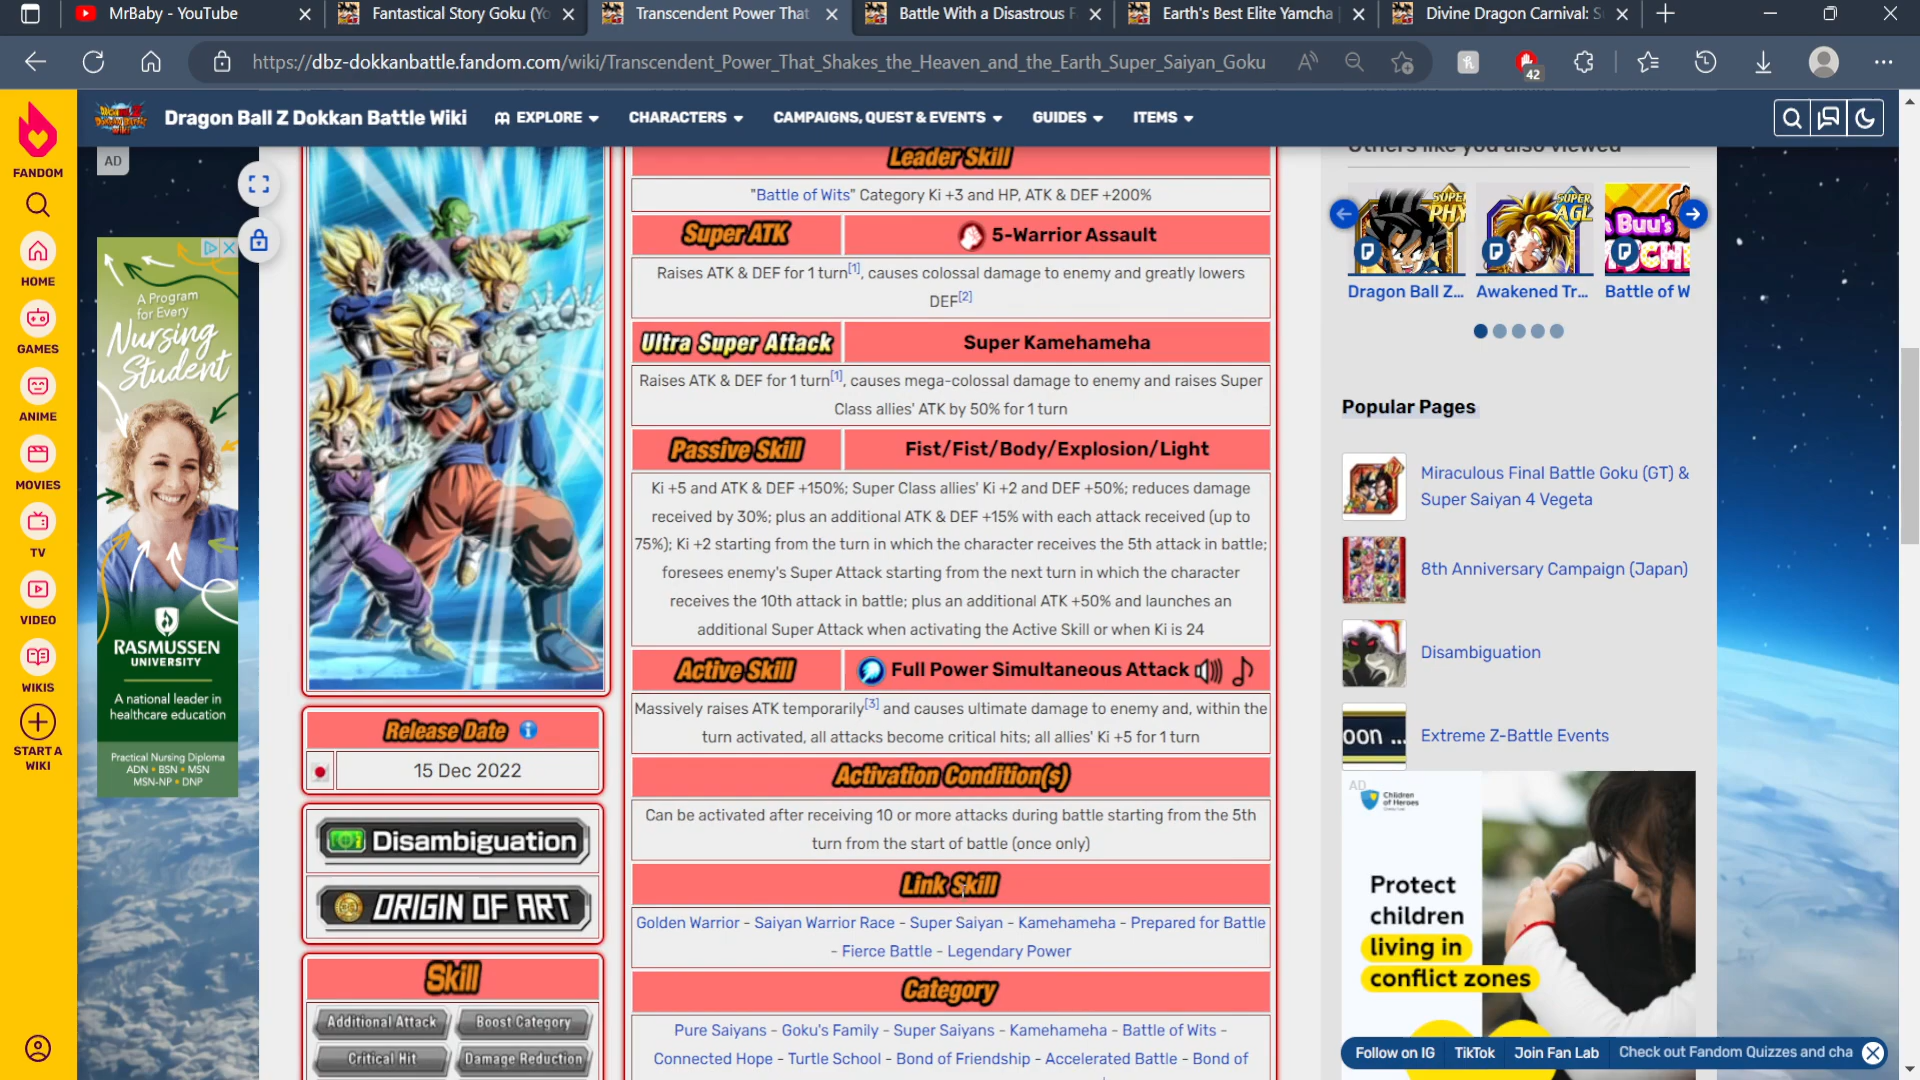 MrBaby - YouTube
Fantastical Story Goku (Yo
Transcendent Power That
Battle With a Disastrous F
Earth's Best Elite Yamcha
Divine Dragon Carnival: S
https://dbz-dokkanbattle.fandom.com/wiki/Transcendent_Power_That_Shakes_the_Heaven_and_the_Earth_Super_Saiyan_Goku
42
FANDOM
HOME
GAMES
ANIME
MOVIES
TV
VIDEO
WIKIS
START A
WIKI
Dragon Ball Z Dokkan Battle Wiki
EXPLORE
CHARACTERS
CAMPAIGNS, QUEST & EVENTS
GUIDES
ITEMS
AD
A Program
for Every
Nursing
Student
RASMUSSEN
UNIVERSITY
A national leader in
healthcare education
Practical Nursing Diploma
ADN • BSN • MSN
MSN-NP • DNP
Release Date
15 Dec 2022
Disambiguation
ORIGIN OF ART
Skill
Additional Attack
Boost Category
Critical Hit
Damage Reduction
Leader Skill
"Battle of Wits" Category Ki +3 and HP, ATK & DEF +200%
Super ATK
5-Warrior Assault
Raises ATK & DEF for 1 turn[1], causes colossal damage to enemy and greatly lowers
DEF[2]
Ultra Super Attack
Super Kamehameha
Raises ATK & DEF for 1 turn[1], causes mega-colossal damage to enemy and raises Super
Class allies' ATK by 50% for 1 turn
Passive Skill
Fist/Fist/Body/Explosion/Light
Ki +5 and ATK & DEF +150%; Super Class allies' Ki +2 and DEF +50%; reduces damage
received by 30%; plus an additional ATK & DEF +15% with each attack received (up to
75%); Ki +2 starting from the turn in which the character receives the 5th attack in battle;
foresees enemy's Super Attack starting from the next turn in which the character
receives the 10th attack in battle; plus an additional ATK +50% and launches an
additional Super Attack when activating the Active Skill or when Ki is 24
Active Skill
Full Power Simultaneous Attack
Massively raises ATK temporarily[3] and causes ultimate damage to enemy and, within the
turn activated, all attacks become critical hits; all allies' Ki +5 for 1 turn
Activation Condition(s)
Can be activated after receiving 10 or more attacks during battle starting from the 5th
turn from the start of battle (once only)
Link Skill
Golden Warrior - Saiyan Warrior Race - Super Saiyan - Kamehameha - Prepared for Battle
- Fierce Battle - Legendary Power
Category
Pure Saiyans - Goku's Family - Super Saiyans - Kamehameha - Battle of Wits -
Connected Hope - Turtle School - Bond of Friendship - Accelerated Battle - Bond of
Others like you also viewed
SUPER
PHY
SUPER
AGL
Buu's
Dragon Ball Z...
Awakened Tr...
Battle of W
Popular Pages
Miraculous Final Battle Goku (GT) &
Super Saiyan 4 Vegeta
8th Anniversary Campaign (Japan)
Disambiguation
oon ...
Extreme Z-Battle Events
AD
Children
of Heroes
Protect
children
living in
conflict zones
Follow on IG
TikTok
Join Fan Lab
Check out Fandom Quizzes and cha